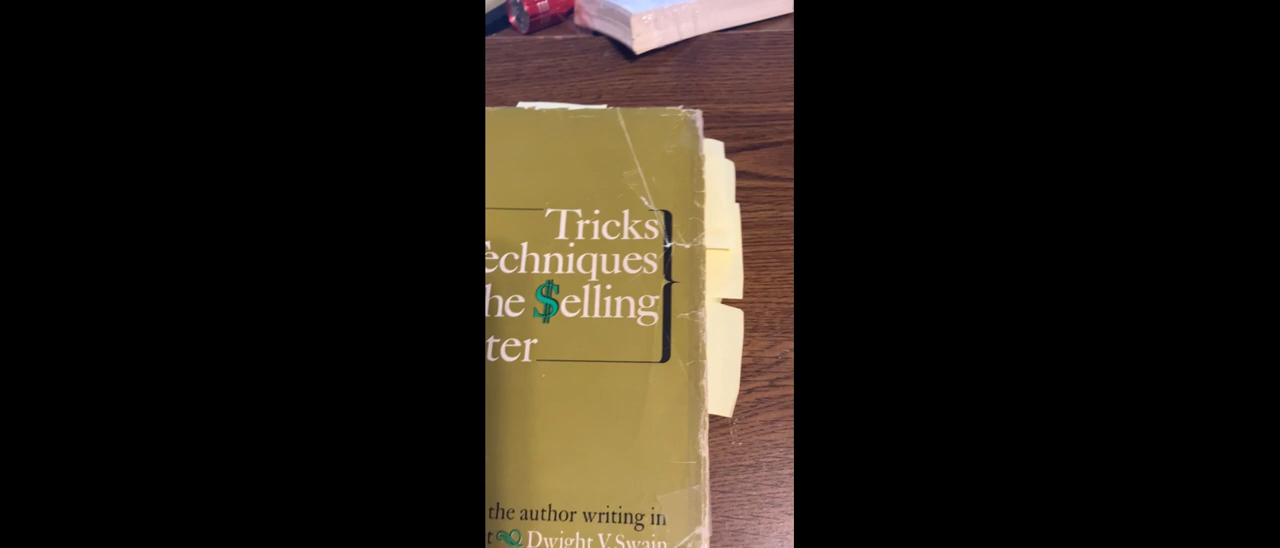 Tricks
echniques
he $elling
ter
the author writing in
t Dwight V. Swain